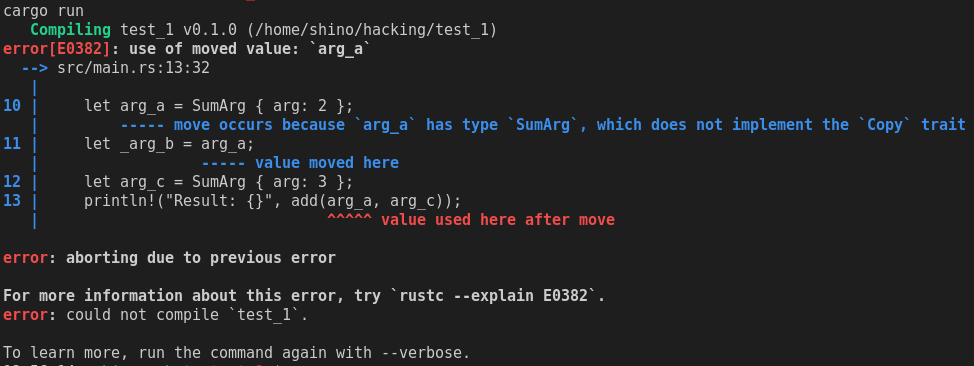 cargo run
   Compiling test_1 v0.1.0 (/home/shino/hacking/test_1)
error[E0382]: use of moved value: `arg_a`
  --> src/main.rs:13:32
   |
10 |     let arg_a = SumArg { arg: 2 };
   |         ----- move occurs because `arg_a` has type `SumArg`, which does not implement the `Copy` trait
11 |     let _arg_b = arg_a;
   |                  ----- value moved here
12 |     let arg_c = SumArg { arg: 3 };
13 |     println!("Result: {}", add(arg_a, arg_c));
   |                                ^^^^^ value used here after move

error: aborting due to previous error

For more information about this error, try `rustc --explain E0382`.
error: could not compile `test_1`.

To learn more, run the command again with --verbose.